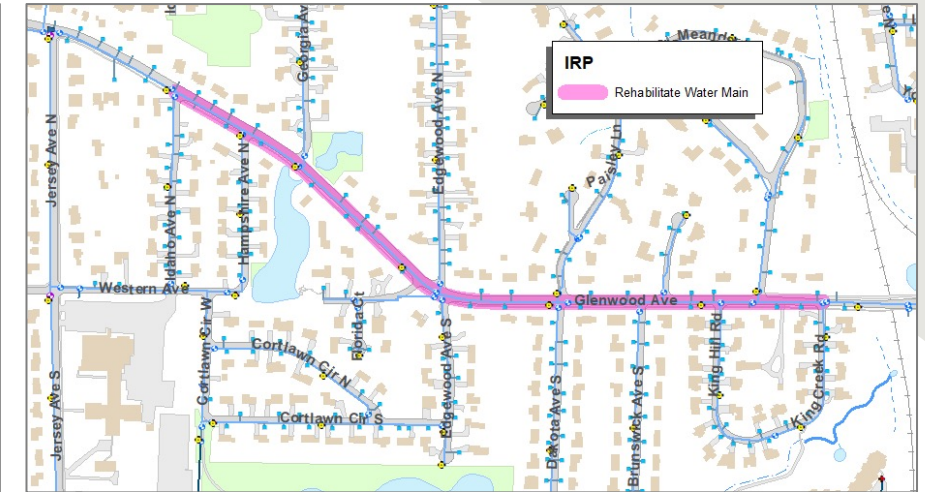 IRP
Rehabilitate Water Main
Georgia Av
Meand
Jersey Ave N
Edgewood Ave N
Hampshire Ave N
Idaho Ave N
Paisley Ln
Western Ave
Glenwood Ave
Cortlawn Cir W
Florida Ct
Cortlawn Cir N
Cortlawn Cir S
Edgewood Ave S
Jersey Ave S
Dakota Ave S
Brunswick Ave S
King Hill Rd
King Creek Rd